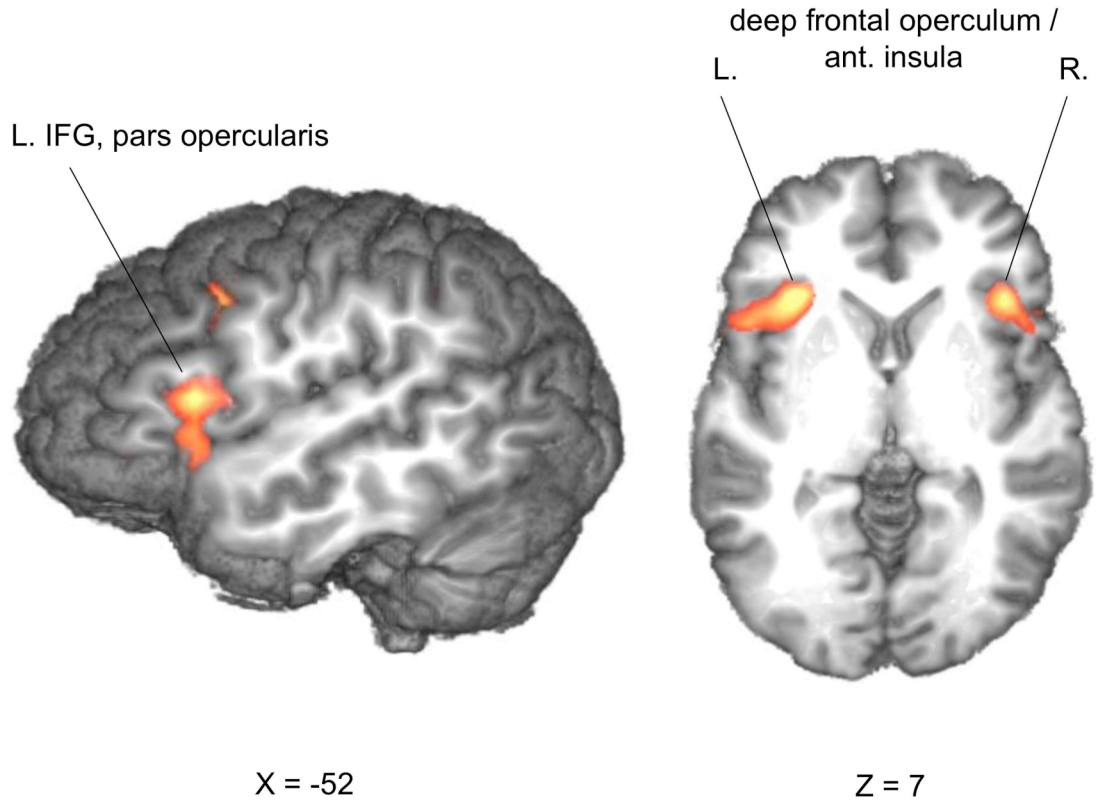 deep frontal operculum /
ant. insula
L.
R.
L. IFG, pars opercularis
X = -52
Z = 7